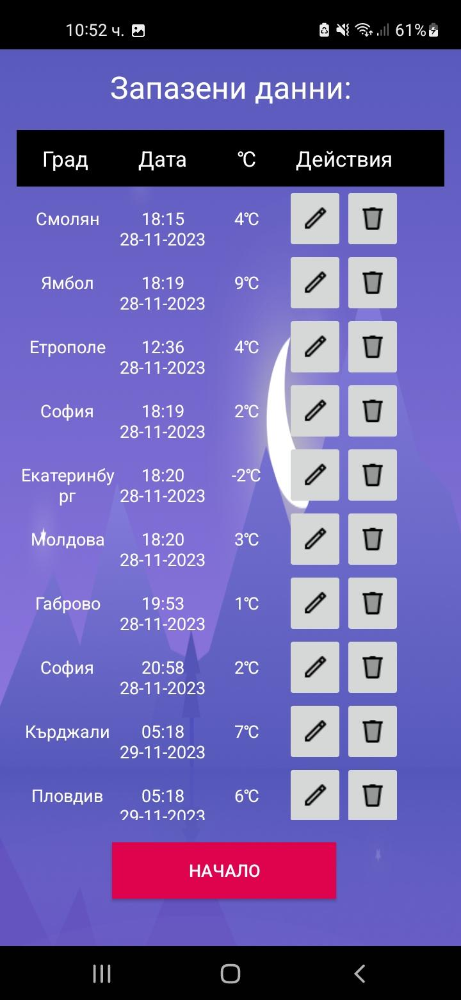 10:52 ч. 61%
Запазени данни:
Град Дата ℃ Действия
Смолян 18:15 4℃
28-11-2023
Ямбол 18:19 9℃
28-11-2023
Етрополе 12:36 4℃
28-11-2023
София 18:19 2℃
28-11-2023
Екатеринбу 18:20 -2℃
рг 28-11-2023
Молдова 18:20 3℃
28-11-2023
Габрово 19:53 1℃
28-11-2023
София 20:58 2℃
28-11-2023
Кърджали 05:18 7℃
29-11-2023
Пловдив 05:18 6℃
29-11-2023
НАЧАЛО